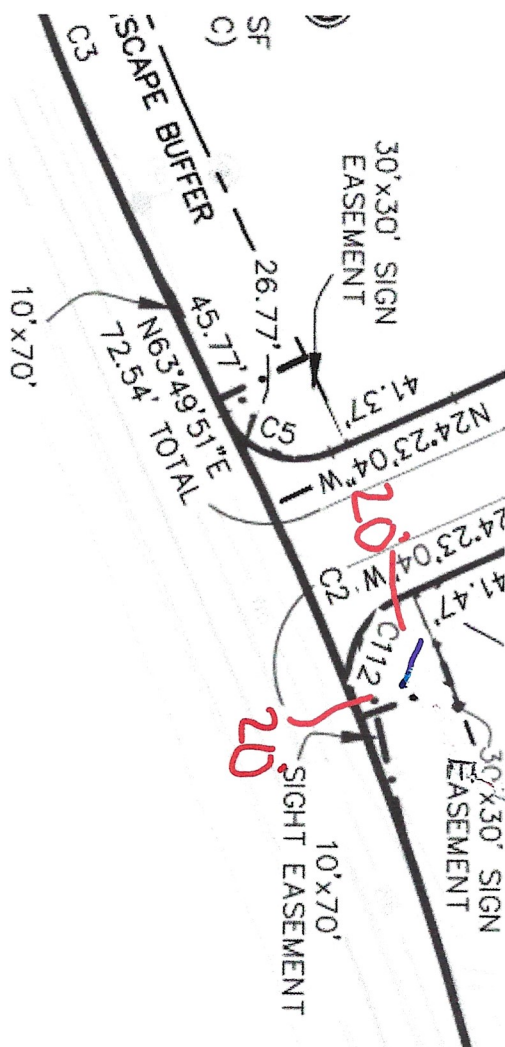 SF
C)
C3
SCAPE BUFFER
30'x30' SIGN
EASEMENT
26.77'
45.77'
41.37'
C5
N24°23'04"W
10'x70'
N63°49'51"E
72.54' TOTAL
20'
24°23'04"W
41.47'
C2
C112
20'
30'x30' SIGN
EASEMENT
10'x70'
SIGHT EASEMENT